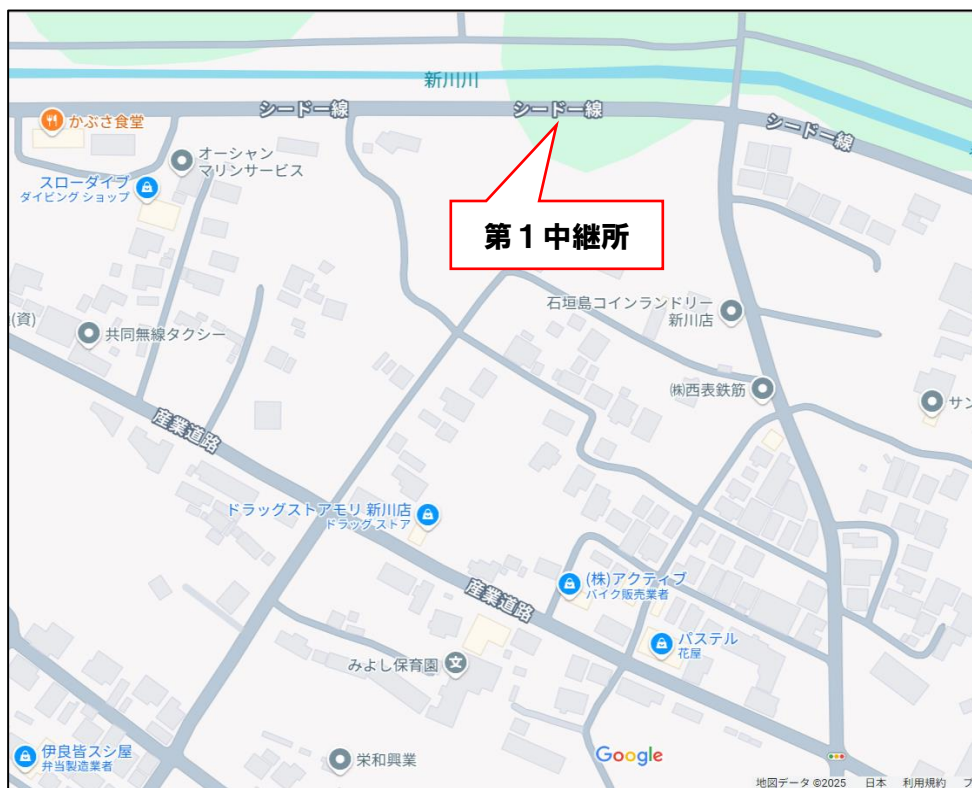 新川川
シードー線
シードー線
シードー線
かぶさ食堂
オーシャン
マリンサービス
スローダイブ
ダイビング ショップ
第１中継所
石垣島コインランドリー
新川店
(資)
共同無線タクシー
㈱西表鉄筋
サン
産業道路
ドラッグストアモリ 新川店
ドラッグ ストア
(株)アクティブ
バイク販売業者
産業道路
パステル
花屋
みよし保育園
伊良皆スシ屋
弁当製造業者
栄和興業
Google
地図データ ©2025 日本 利用規約 プ